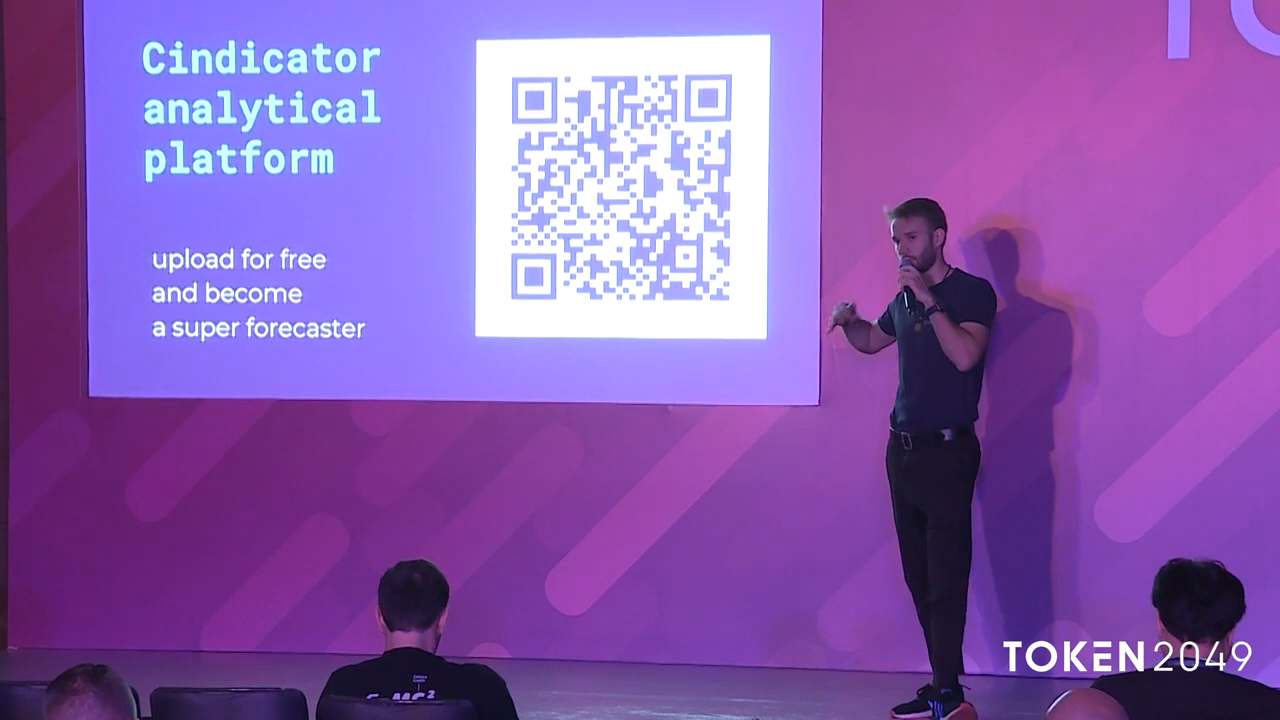 Cindicator
analytical
platform
upload for free
and become
a super forecaster
TOKEN2049